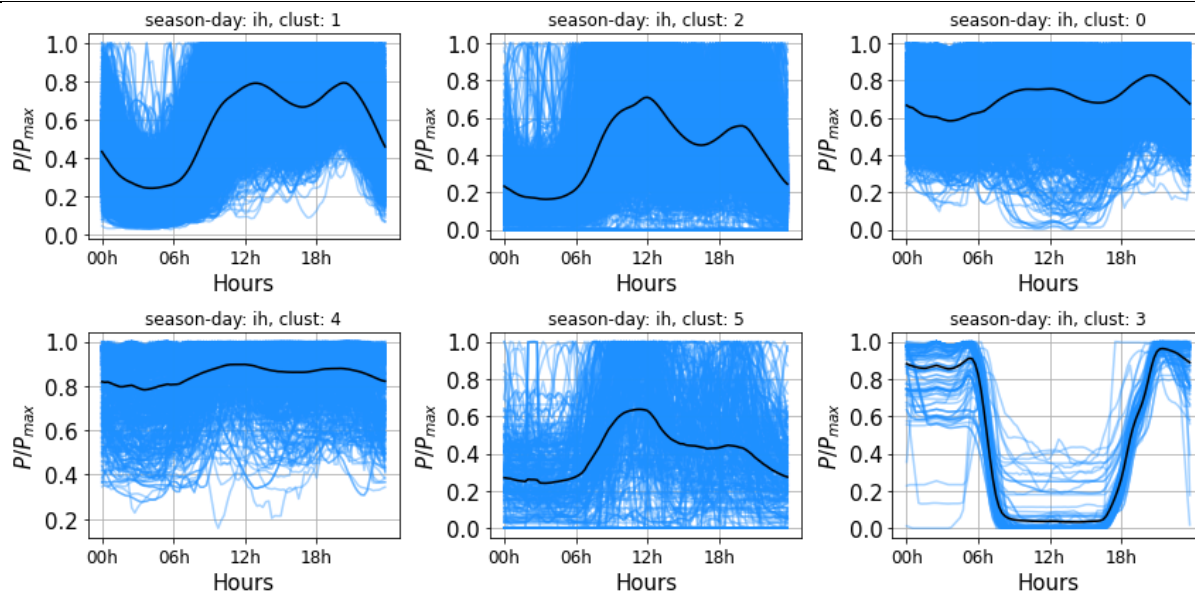 season-day: ih, clust: 1
season-day: ih, clust: 2
season-day: ih, clust: 0
P/P_max
1.0
0.8
0.6
0.4
0.2
0.0
00h 06h 12h 18h
Hours
P/P_max
1.0
0.8
0.6
0.4
0.2
0.0
00h 06h 12h 18h
Hours
P/P_max
1.0
0.8
0.6
0.4
0.2
0.0
00h 06h 12h 18h
Hours
season-day: ih, clust: 4
season-day: ih, clust: 5
season-day: ih, clust: 3
P/P_max
1.0
0.8
0.6
0.4
0.2
00h 06h 12h 18h
Hours
P/P_max
1.0
0.8
0.6
0.4
0.2
0.0
00h 06h 12h 18h
Hours
P/P_max
1.0
0.8
0.6
0.4
0.2
0.0
00h 06h 12h 18h
Hours